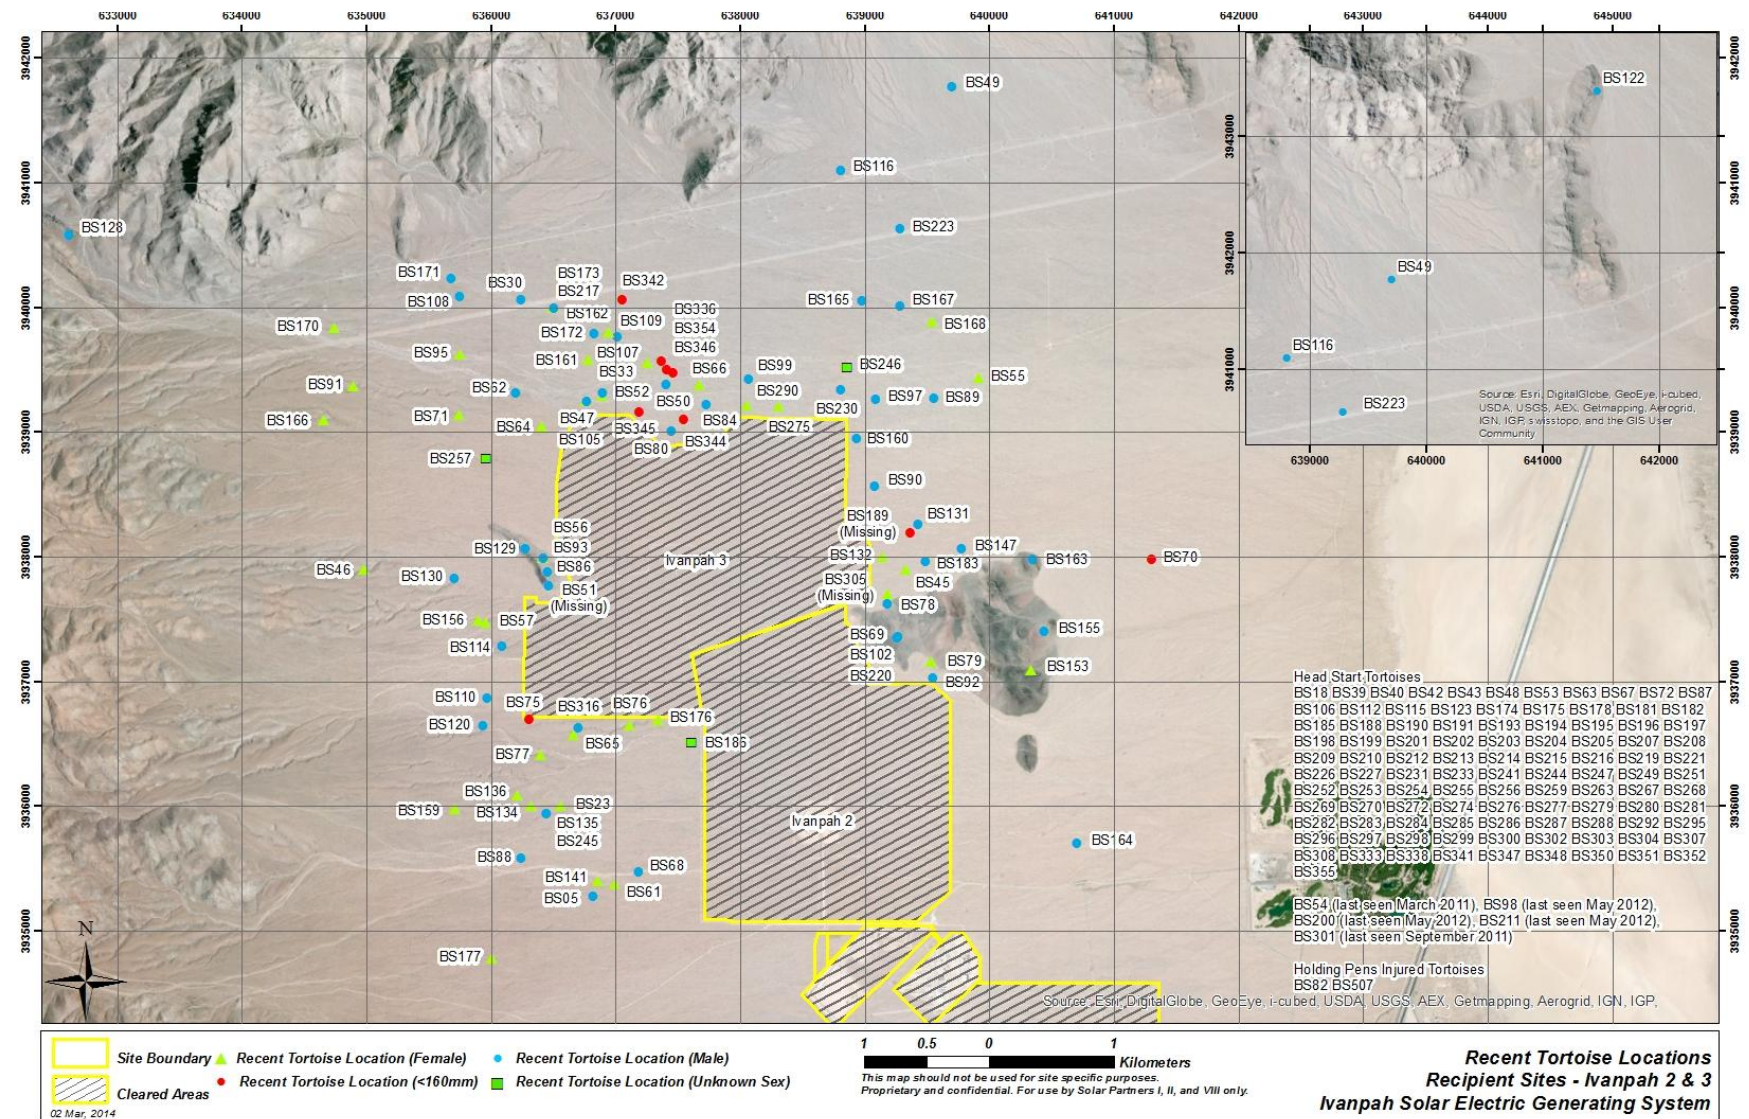 633000 634000 635000 636000 637000 638000 639000 640000 641000 642000 643000 644000 645000
3942000
3941000
3940000
3939000
3938000
3937000
3936000
3935000
3942000
3941000
3940000
3939000
3938000
3937000
3936000
3935000
BS49
BS116
BS128
BS223
BS171
BS30
BS173
BS217
BS342
BS108
BS165
BS167
BS162
BS109
BS336
BS354
BS346
BS170
BS172
BS168
BS95
BS161
BS107
BS33
BS66
BS99
BS246
BS55
BS91
BS62
BS52
BS50
BS290
BS230
BS97
BS89
BS166
BS71
BS64
BS47
BS105
BS345
BS84
BS344
BS80
BS275
BS160
BS257
BS90
BS189
(Missing)
BS131
BS56
BS93
BS129
BS86
BS51
(Missing)
Ivanpah 3
BS132
BS147
BS183
BS163
BS70
BS46
BS130
BS305
(Missing)
BS45
BS78
BS156
BS57
BS114
BS69
BS102
BS220
BS155
BS79
BS92
BS153
BS110
BS75
BS316
BS76
BS120
BS176
BS65
BS186
BS77
BS136
BS159
BS134
BS23
BS135
BS245
Ivanpah 2
BS88
BS68
BS164
BS141
BS05
BS61
BS177
N
BS122
BS49
BS116
BS223
3943000
3942000
3941000
639000 640000 641000 642000
Source: Esri, DigitalGlobe, GeoEye, i-cubed,
USDA, USGS, AEX, Getmapping, Aerogrid,
IGN, IGP, swisstopo, and the GIS User
Community
Head Start Tortoises
BS18 BS39 BS40 BS42 BS43 BS48 BS53 BS63 BS67 BS72 BS87
BS106 BS112 BS115 BS123 BS174 BS175 BS178 BS181 BS182
BS185 BS188 BS190 BS191 BS193 BS194 BS195 BS196 BS197
BS198 BS199 BS201 BS202 BS203 BS204 BS205 BS207 BS208
BS209 BS210 BS212 BS213 BS214 BS215 BS216 BS219 BS221
BS226 BS227 BS231 BS233 BS241 BS244 BS247 BS249 BS251
BS252 BS253 BS254 BS255 BS256 BS259 BS263 BS267 BS268
BS269 BS270 BS272 BS274 BS276 BS277 BS279 BS280 BS281
BS282 BS283 BS284 BS285 BS286 BS287 BS288 BS292 BS295
BS296 BS297 BS298 BS299 BS300 BS302 BS303 BS304 BS307
BS308 BS333 BS338 BS341 BS347 BS348 BS350 BS351 BS352
BS355
BS54 (last seen March 2011), BS98 (last seen May 2012),
BS200 (last seen May 2012), BS211 (last seen May 2012),
BS301 (last seen September 2011)
Holding Pens Injured Tortoises
BS82 BS507
Source: Esri, DigitalGlobe, GeoEye, i-cubed, USDA, USGS, AEX, Getmapping, Aerogrid, IGN, IGP,
Site Boundary
Cleared Areas
Recent Tortoise Location (Female)
Recent Tortoise Location (<160mm)
Recent Tortoise Location (Male)
Recent Tortoise Location (Unknown Sex)
02 Mar, 2014
1 0.5 0 1
Kilometers
This map should not be used for site specific purposes.
Proprietary and confidential. For use by Solar Partners I, II, and VIII only.
Recent Tortoise Locations
Recipient Sites - Ivanpah 2 & 3
Ivanpah Solar Electric Generating System